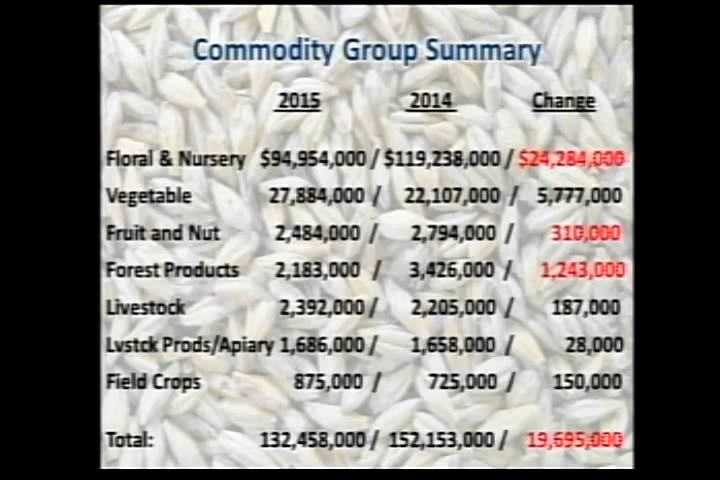 Commodity Group Summary
2015 2014 Change
Floral & Nursery $94,954,000 / $119,238,000 / $24,284,000
Vegetable 27,884,000 / 22,107,000 / 5,777,000
Fruit and Nut 2,484,000 / 2,794,000 / 310,000
Forest Products 2,183,000 / 3,426,000 / 1,243,000
Livestock 2,392,000 / 2,205,000 / 187,000
Lvstck Prods/Apiary 1,686,000 / 1,658,000 / 28,000
Field Crops 875,000 / 725,000 / 150,000
Total: 132,458,000 / 152,153,000 / 19,695,000